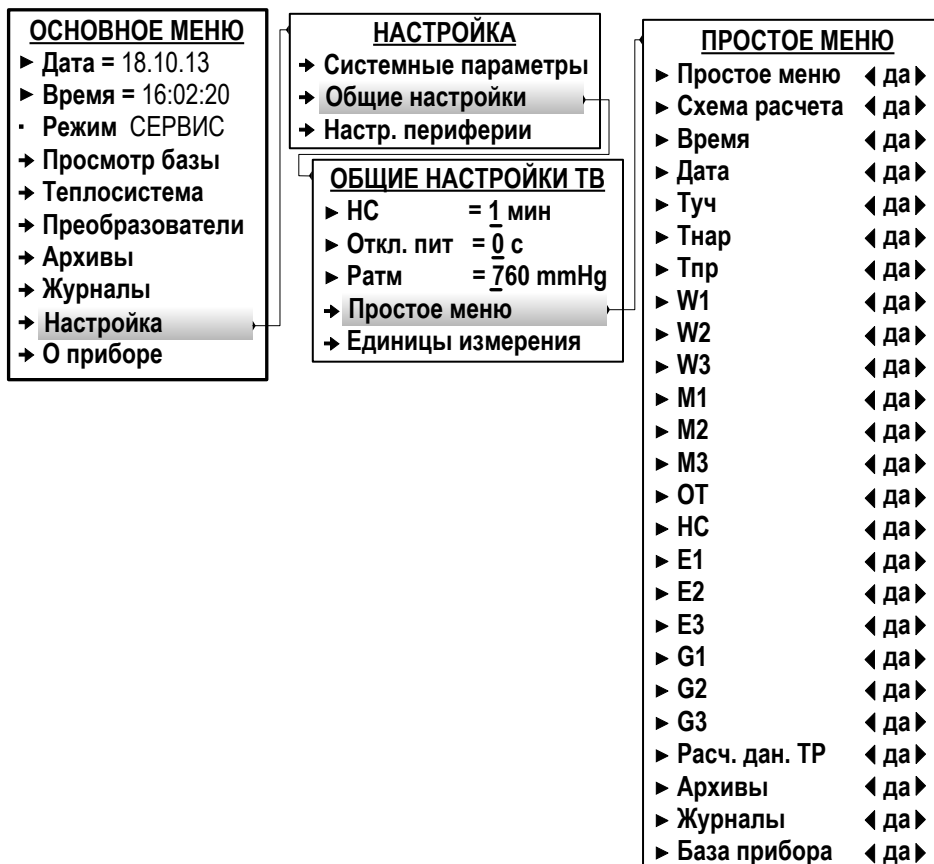 ОСНОВНОЕ МЕНЮ
► Дата = 18.10.13
► Время = 16:02:20
· Режим СЕРВИС
➔ Просмотр базы
➔ Теплосистема
➔ Преобразователи
➔ Архивы
➔ Журналы
➔ Настройка
➔ О приборе
НАСТРОЙКА
➔ Системные параметры
➔ Общие настройки
➔ Настр. периферии
ОБЩИЕ НАСТРОЙКИ ТВ
► НС = 1 мин
► Откл. пит = 0 с
► Ратм = 760 mmHg
➔ Простое меню
➔ Единицы измерения
ПРОСТОЕ МЕНЮ
► Простое меню ◄ да ►
► Схема расчета ◄ да ►
► Время ◄ да ►
► Дата ◄ да ►
► Туч ◄ да ►
► Тнар ◄ да ►
► Тпр ◄ да ►
► W1 ◄ да ►
► W2 ◄ да ►
► W3 ◄ да ►
► M1 ◄ да ►
► M2 ◄ да ►
► M3 ◄ да ►
► ОТ ◄ да ►
► НС ◄ да ►
► E1 ◄ да ►
► E2 ◄ да ►
► E3 ◄ да ►
► G1 ◄ да ►
► G2 ◄ да ►
► G3 ◄ да ►
► Расч. дан. ТР ◄ да ►
► Архивы ◄ да ►
► Журналы ◄ да ►
► База прибора ◄ да ►